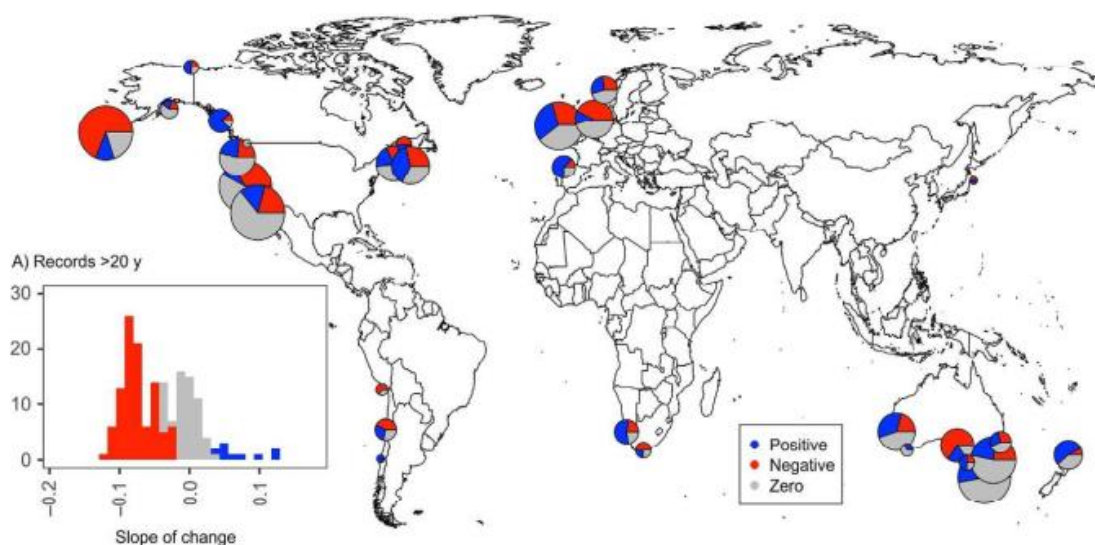 A) Records >20 y
30
20
10
0
-0.2
-0.1
0.0
0.1
Slope of change
Positive
Negative
Zero